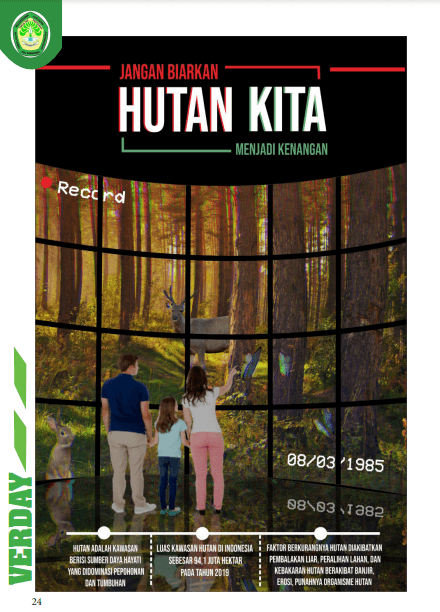 JANGAN BIARKAN
HUTAN KITA
MENJADI KENANGAN
Record
08/03/1985
08/03/1985
HUTAN ADALAH KAWASAN
BERISI SUMBER DAYA HAYATI
YANG DIDOMINASI PEPOHONAN
DAN TUMBUHAN
LUAS KAWASAN HUTAN DI INDONESIA
SEBESAR 94,1 JUTA HEKTAR
PADA TAHUN 2019
FAKTOR BERKURANGNYA HUTAN DIAKIBATKAN
PEMBALAKAN LIAR, PERALIHAN LAHAN, DAN
KEBAKARAN HUTAN BERAKIBAT BANJIR,
EROSI, PUNAHNYA ORGANISME HUTAN
VERDAY
24